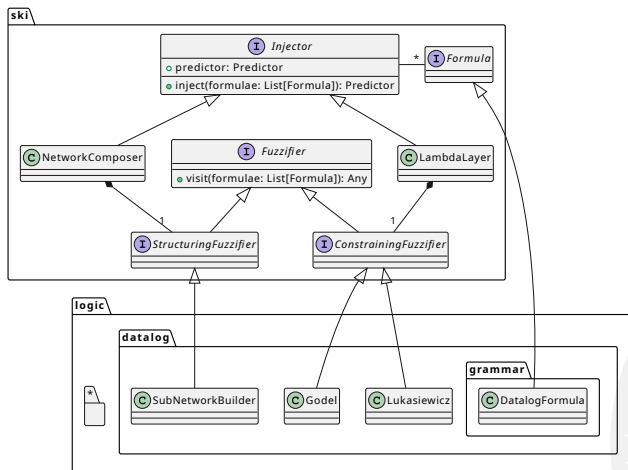 ski
I Injector
predictor: Predictor
inject(formulae: List[Formula]): Predictor
*
I Formula
C NetworkComposer
I Fuzzifier
visit(formulae: List[Formula]): Any
C LambdaLayer
1
1
I StructuringFuzzifier
I ConstrainingFuzzifier
logic
datalog
grammar
*
C SubNetworkBuilder
C Godel
C Lukasiewicz
C DatalogFormula